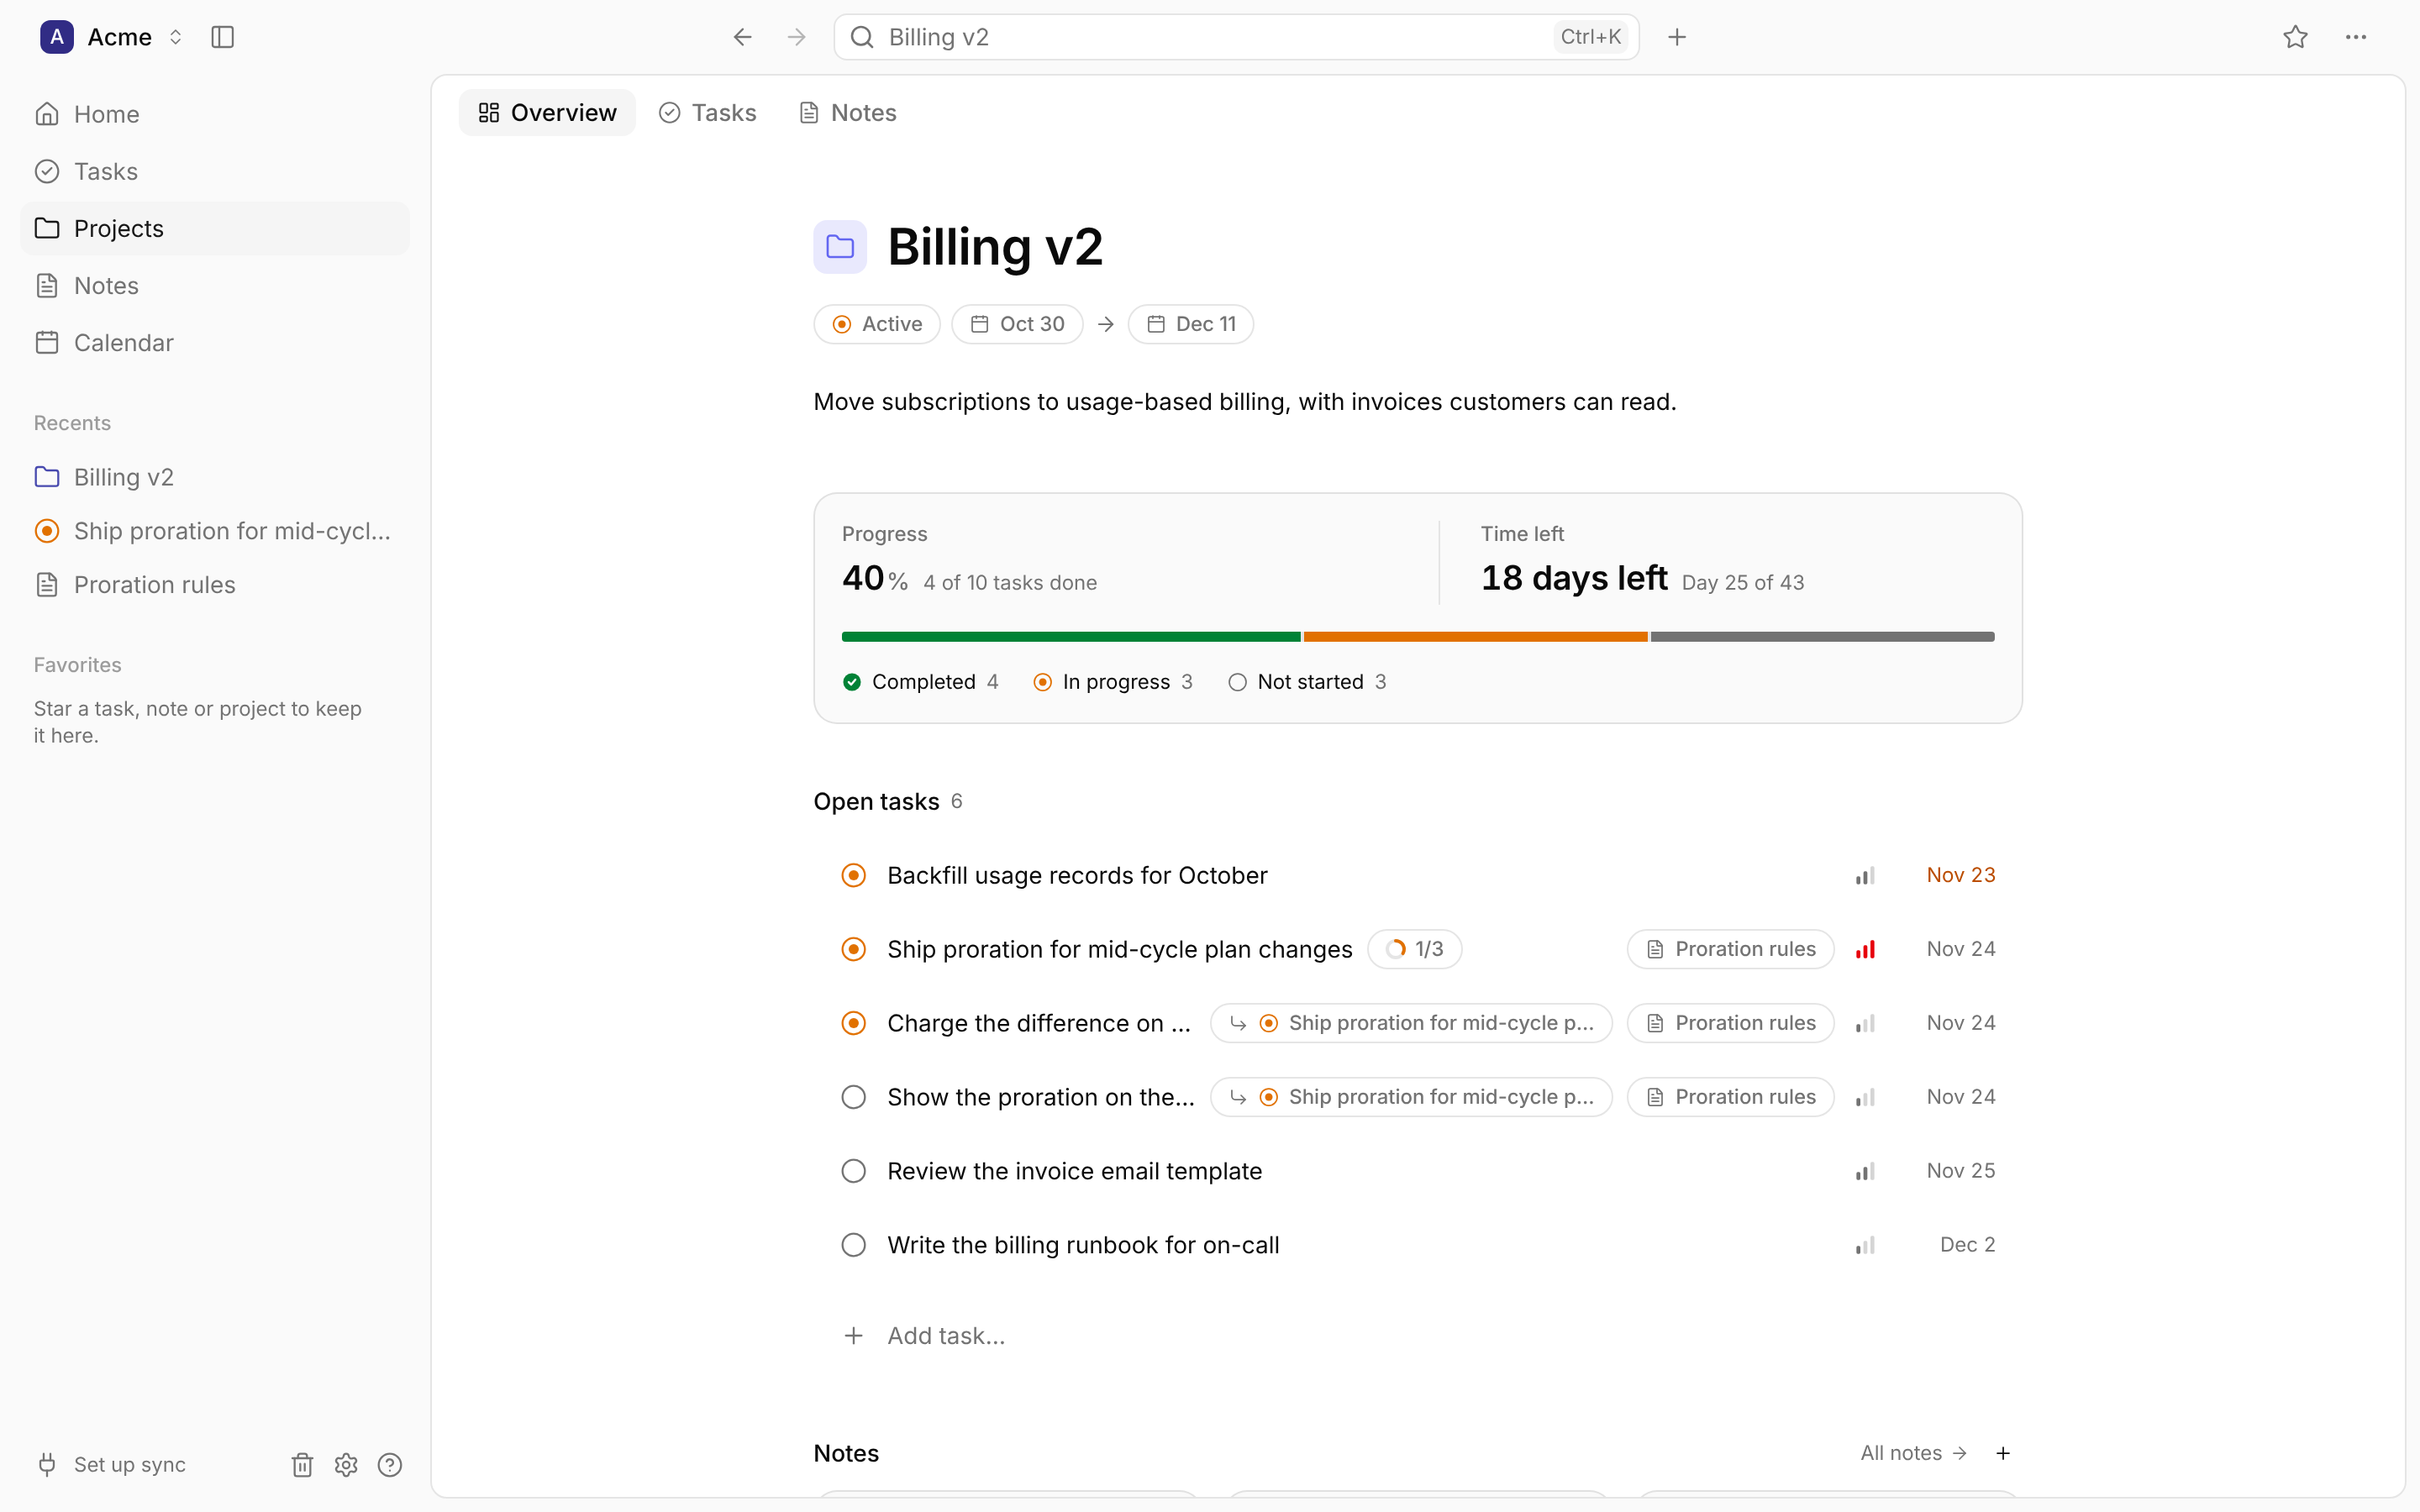 A Acme
Billing v2 Ctrl+K
Home
Tasks
Projects
Notes
Calendar
Recents
Billing v2
Ship proration for mid-cycl...
Proration rules
Favorites
Star a task, note or project to keep
it here.
Set up sync
Overview Tasks Notes
Billing v2
Active Oct 30 → Dec 11
Move subscriptions to usage-based billing, with invoices customers can read.
Progress
40% 4 of 10 tasks done
Time left
18 days left Day 25 of 43
Completed 4 In progress 3 Not started 3
Open tasks 6
Backfill usage records for October Nov 23
Ship proration for mid-cycle plan changes 1/3 Proration rules Nov 24
Charge the difference on ... Ship proration for mid-cycle p... Proration rules Nov 24
Show the proration on the... Ship proration for mid-cycle p... Proration rules Nov 24
Review the invoice email template Nov 25
Write the billing runbook for on-call Dec 2
Add task...
Notes All notes →